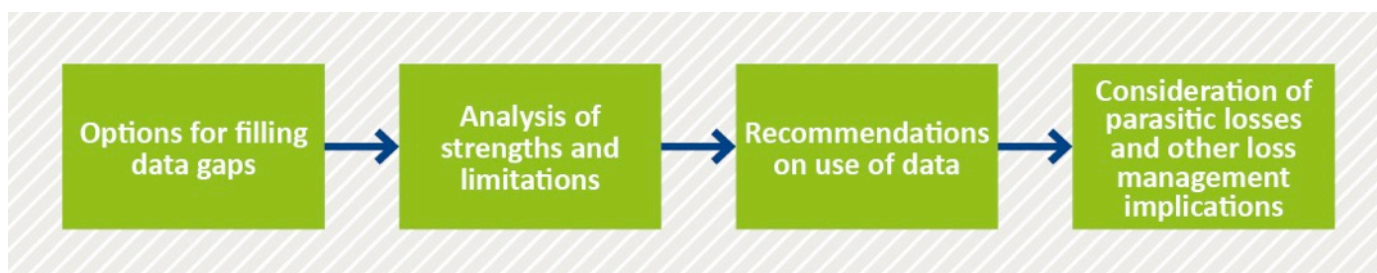 Options for filling
data gaps
Analysis of
strengths and
limitations
Recommendations
on use of data
Consideration of
parasitic losses
and other loss
management
implications